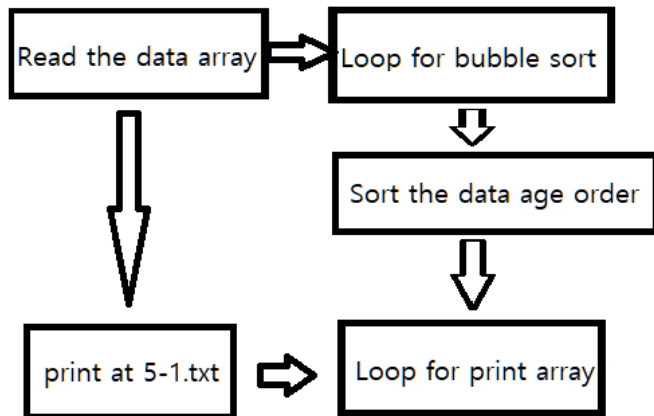 Read the data array
Loop for bubble sort
Sort the data age order
print at 5-1.txt
Loop for print array